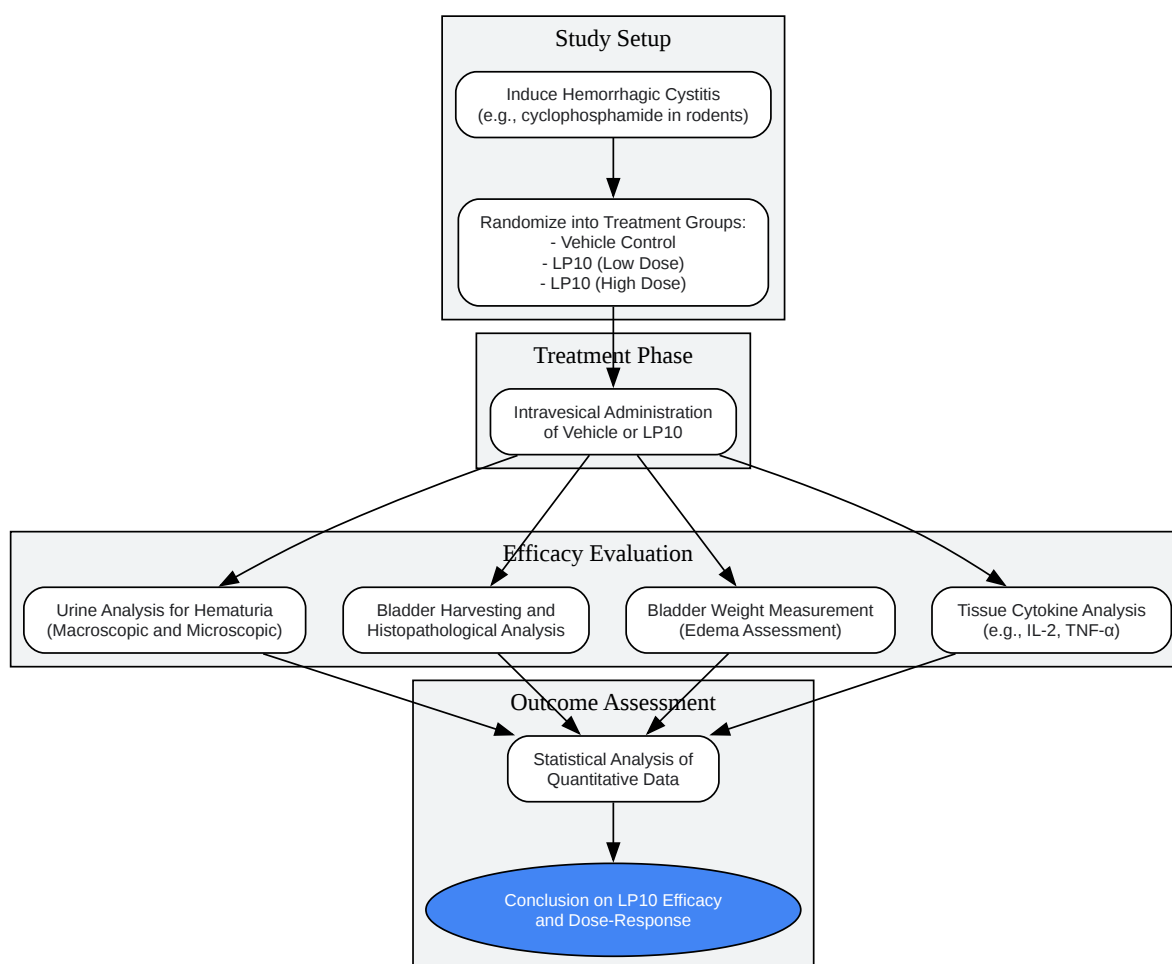 Study Setup
Induce Hemorrhagic Cystitis
(e.g., cyclophosphamide in rodents)
Randomize into Treatment Groups:
- Vehicle Control
- LP10 (Low Dose)
- LP10 (High Dose)
Treatment Phase
Intravesical Administration
of Vehicle or LP10
Efficacy Evaluation
Urine Analysis for Hematuria
(Macroscopic and Microscopic)
Bladder Harvesting and
Histopathological Analysis
Bladder Weight Measurement
(Edema Assessment)
Tissue Cytokine Analysis
(e.g., IL-2, TNF-α)
Outcome Assessment
Statistical Analysis of
Quantitative Data
Conclusion on LP10 Efficacy
and Dose-Response